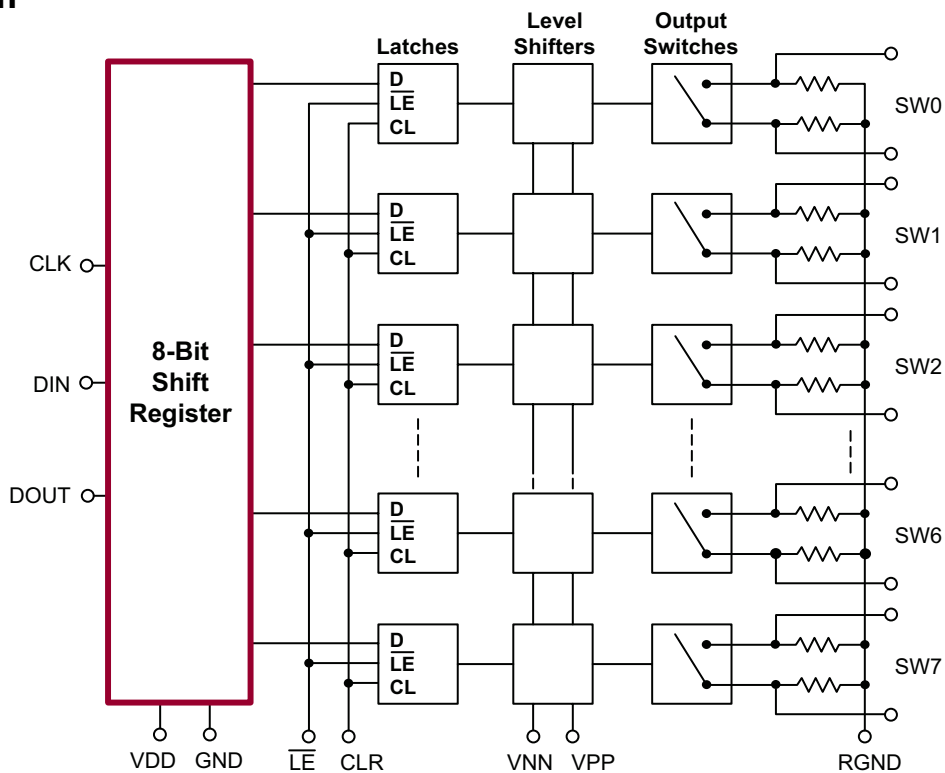 Latches
Level
Shifters
Output
Switches
D
LE
CL
SW0
D
LE
CL
SW1
CLK
DIN
DOUT
8-Bit
Shift
Register
D
LE
CL
SW2
D
LE
CL
SW6
D
LE
CL
SW7
VDD
GND
LE
CLR
VNN
VPP
RGND